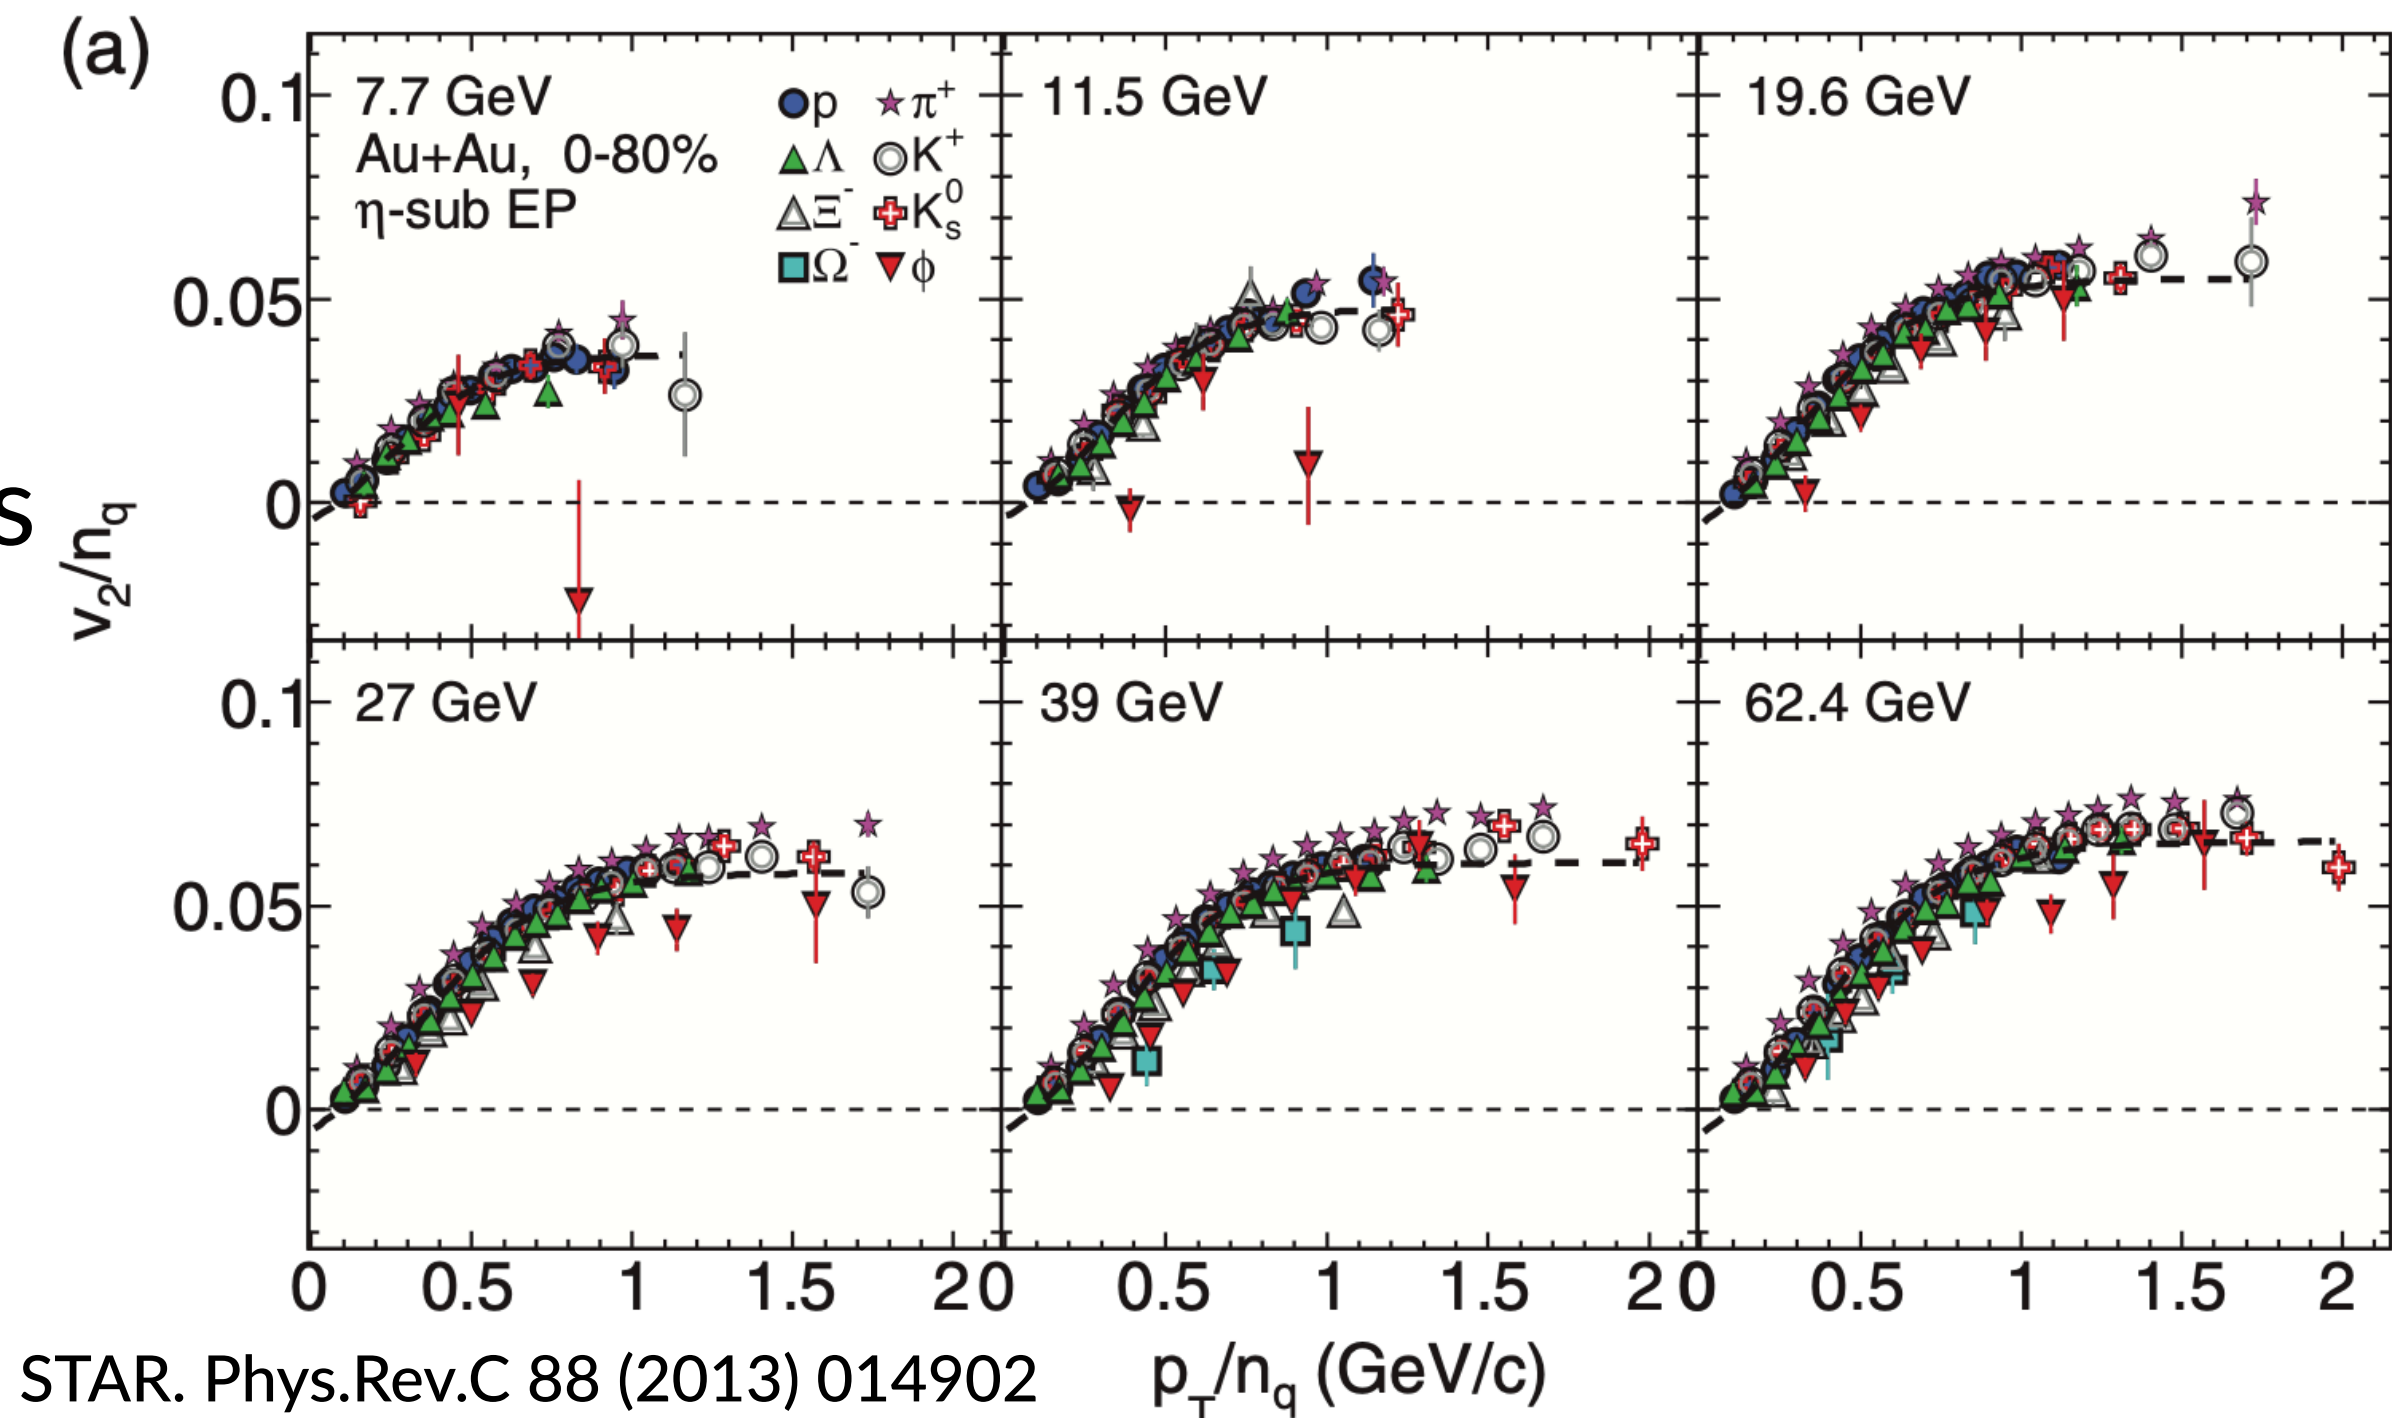 (a)
7.7 GeV
Au+Au, 0-80%
η-sub EP
p π⁺
Λ K⁺
Ξ⁻ K⁰ₛ
Ω⁻ ϕ
11.5 GeV
19.6 GeV
0.1
0.05
0
s
v₂/n_q
27 GeV
39 GeV
62.4 GeV
0.1
0.05
0
0 0.5 1 1.5 2 0 0.5 1 1.5 2 0 0.5 1 1.5 2
p_T/n_q (GeV/c)
STAR. Phys.Rev.C 88 (2013) 014902